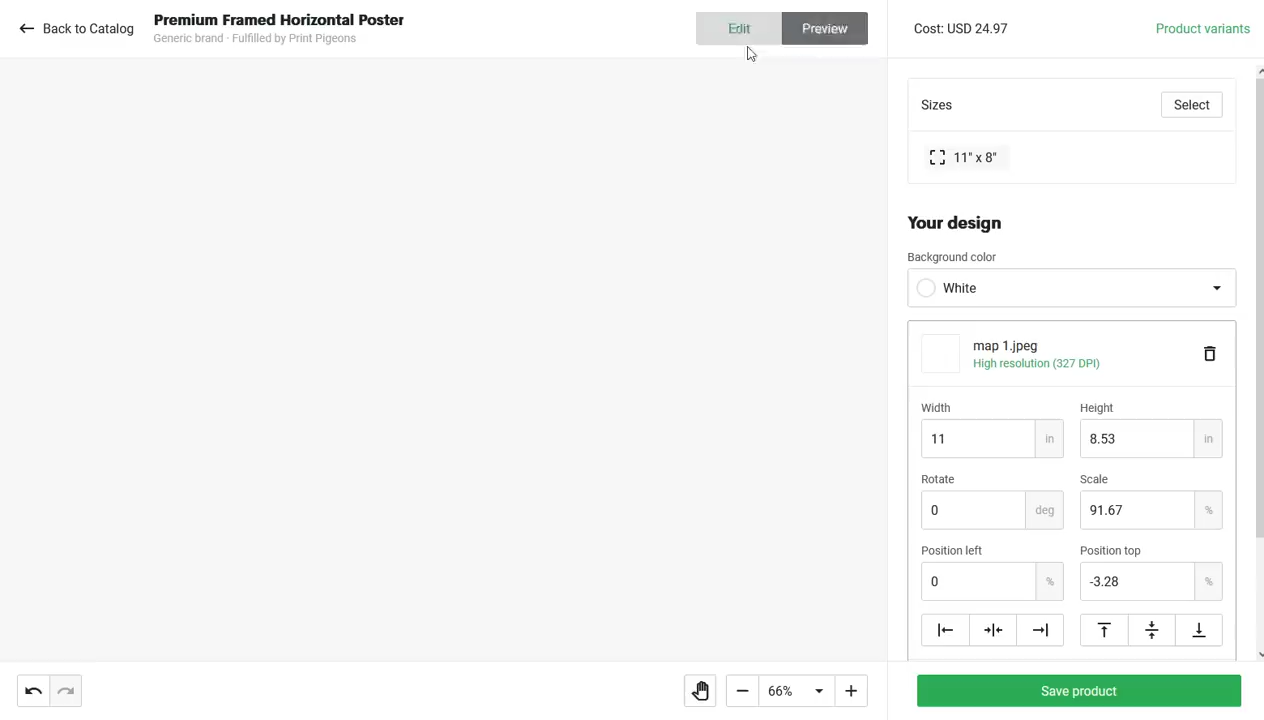 Back to Catalog
Premium Framed Horizontal Poster
Generic brand · Fulfilled by Print Pigeons
Edit
Preview
Cost: USD 24.97
Product variants
Sizes
Select
11" x 8"
Your design
Background color
White
map 1.jpeg
High resolution (327 DPI)
Width
Height
11 in
8.53 in
Rotate
Scale
0 deg
91.67 %
Position left
Position top
0 %
-3.28 %
66%
Save product